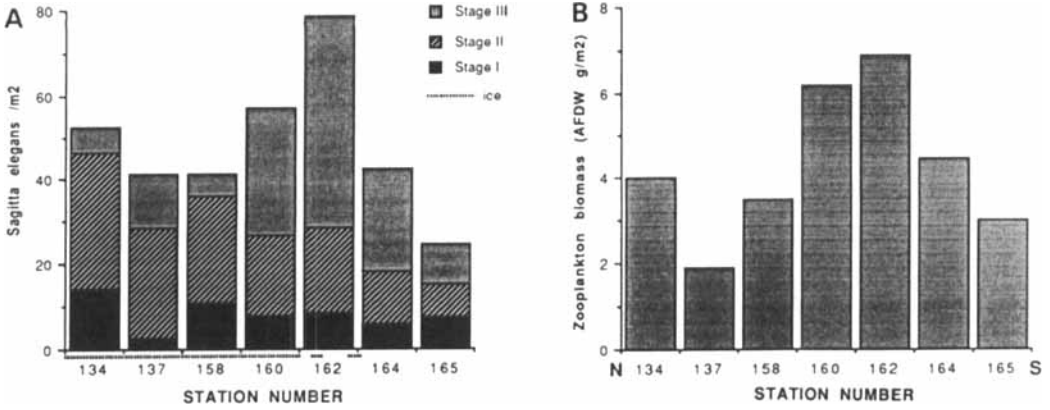 A
80
60
40
20
0
Sagitta elegans /m2
Stage III
Stage II
Stage I
ice
134 137 158 160 162 164 165
STATION NUMBER
B
8
6
4
2
0
Zooplankton biomass (AFDW g/m2)
N 134 137 158 160 162 164 165 S
STATION NUMBER